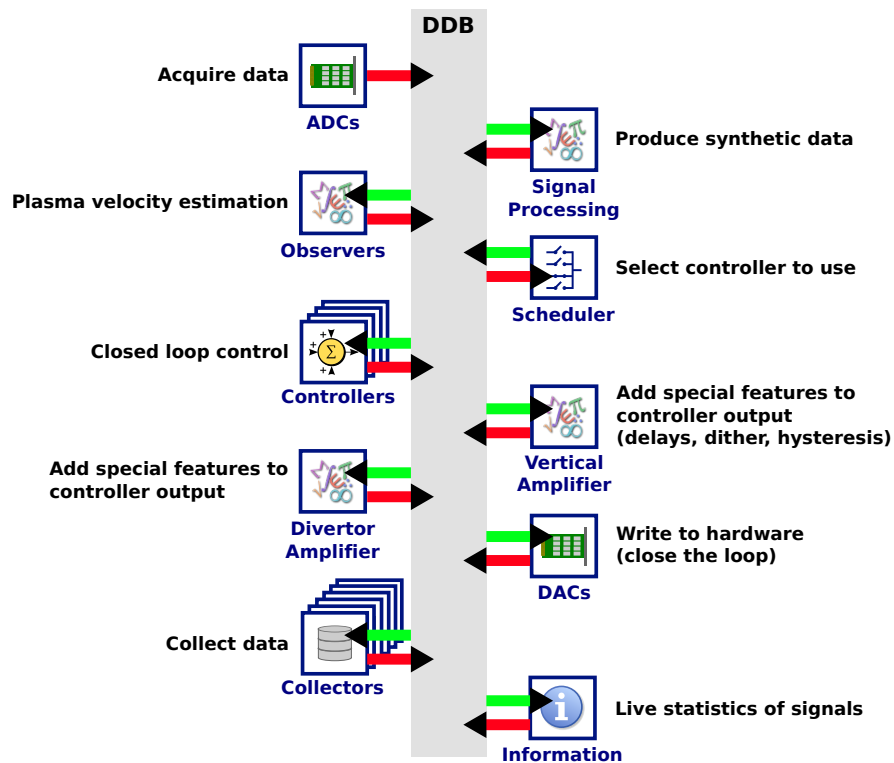 DDB
Acquire data
ADCs
Produce synthetic data
Signal
Processing
Plasma velocity estimation
Observers
Select controller to use
Scheduler
Closed loop control
+
+
+
Σ
Controllers
Add special features to
controller output
(delays, dither, hysteresis)
Vertical
Amplifier
Add special features to
controller output
Divertor
Amplifier
Write to hardware
(close the loop)
DACs
Collect data
Collectors
i
Live statistics of signals
Information